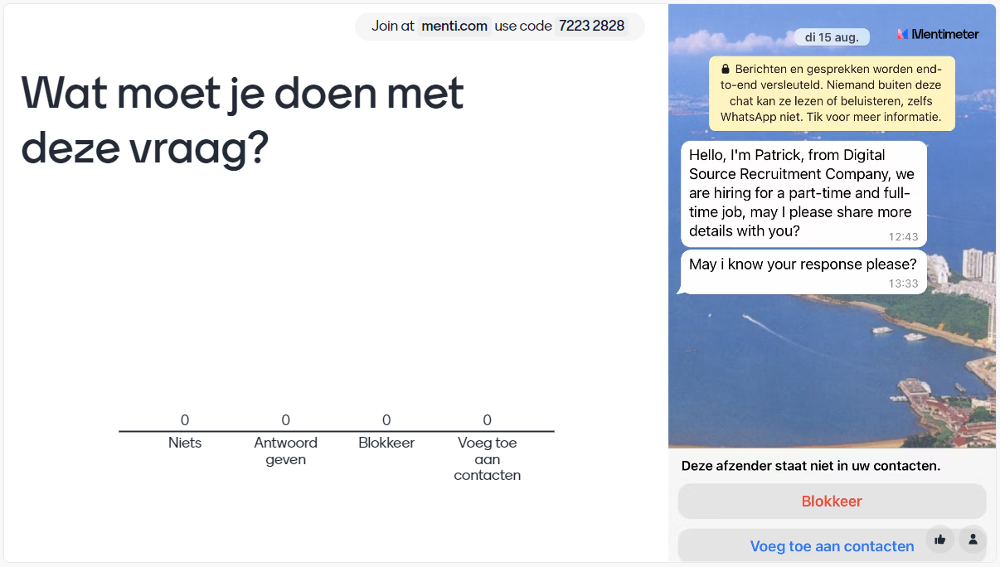 Join at menti.com use code 7223 2828
Wat moet je doen met
deze vraag?
0
0
0
0
Niets
Antwoord
geven
Blokkeer
Voeg toe
aan
contacten
di 15 aug.
Mentimeter
Berichten en gesprekken worden end-
to-end versleuteld. Niemand buiten deze
chat kan ze lezen of beluisteren, zelfs
WhatsApp niet. Tik voor meer informatie.
Hello, I'm Patrick, from Digital
Source Recruitment Company, we
are hiring for a part-time and full-
time job, may I please share more
details with you?
12:43
May i know your response please?
13:33
Deze afzender staat niet in uw contacten.
Blokkeer
Voeg toe aan contacten